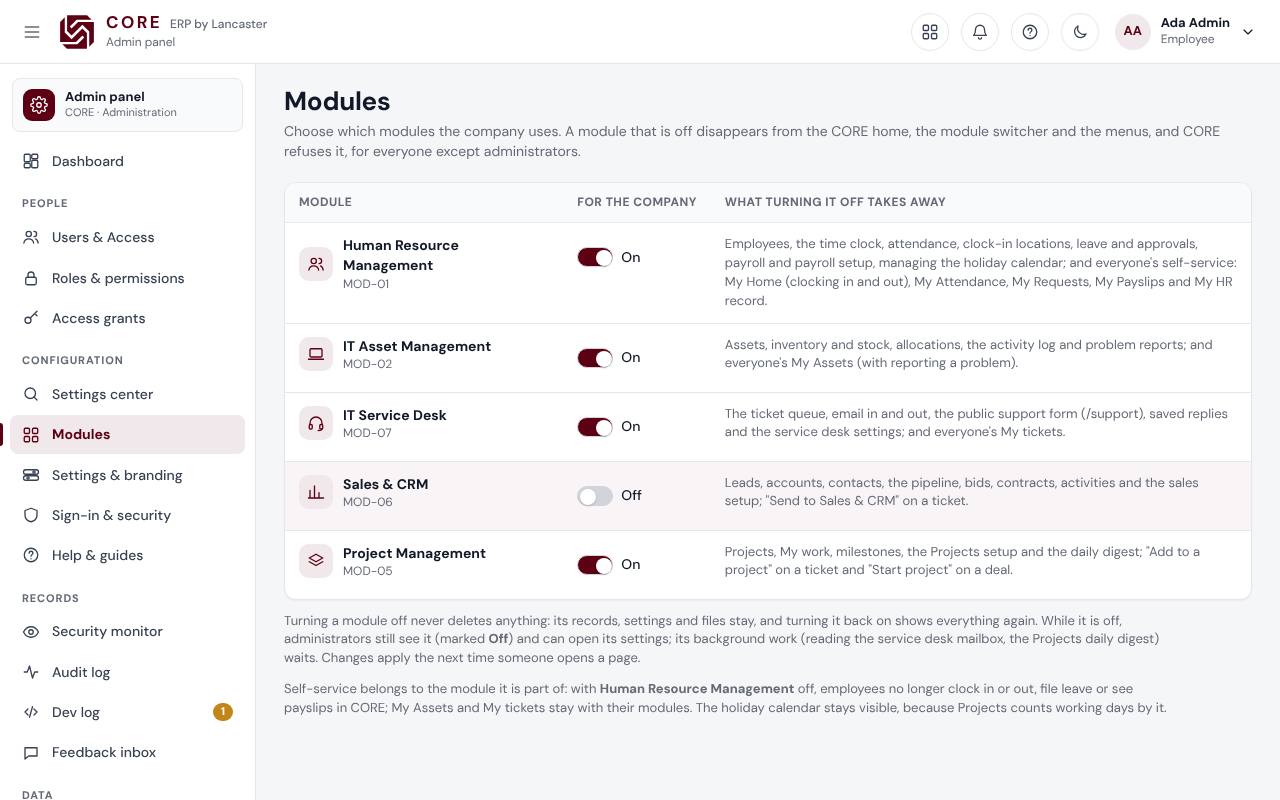 CORE ERP by Lancaster
Admin panel
AA
Ada Admin
Employee
Admin panel
CORE · Administration
Dashboard
PEOPLE
Users & Access
Roles & permissions
Access grants
CONFIGURATION
Settings center
Modules
Settings & branding
Sign-in & security
Help & guides
RECORDS
Security monitor
Audit log
Dev log 1
Feedback inbox
DATA
Modules
Choose which modules the company uses. A module that is off disappears from the CORE home, the module switcher and the menus, and CORE
refuses it, for everyone except administrators.
MODULE FOR THE COMPANY WHAT TURNING IT OFF TAKES AWAY
Human Resource
Management
MOD-01
On
Employees, the time clock, attendance, clock-in locations, leave and approvals,
payroll and payroll setup, managing the holiday calendar; and everyone's self-service:
My Home (clocking in and out), My Attendance, My Requests, My Payslips and My HR
record.
IT Asset Management
MOD-02
On
Assets, inventory and stock, allocations, the activity log and problem reports; and
everyone's My Assets (with reporting a problem).
IT Service Desk
MOD-07
On
The ticket queue, email in and out, the public support form (/support), saved replies
and the service desk settings; and everyone's My tickets.
Sales & CRM
MOD-06
Off
Leads, accounts, contacts, the pipeline, bids, contracts, activities and the sales
setup; "Send to Sales & CRM" on a ticket.
Project Management
MOD-05
On
Projects, My work, milestones, the Projects setup and the daily digest; "Add to a
project" on a ticket and "Start project" on a deal.
Turning a module off never deletes anything: its records, settings and files stay, and turning it back on shows everything again. While it is off,
administrators still see it (marked Off) and can open its settings; its background work (reading the service desk mailbox, the Projects daily digest)
waits. Changes apply the next time someone opens a page.
Self-service belongs to the module it is part of: with Human Resource Management off, employees no longer clock in or out, file leave or see
payslips in CORE; My Assets and My tickets stay with their modules. The holiday calendar stays visible, because Projects counts working days by it.